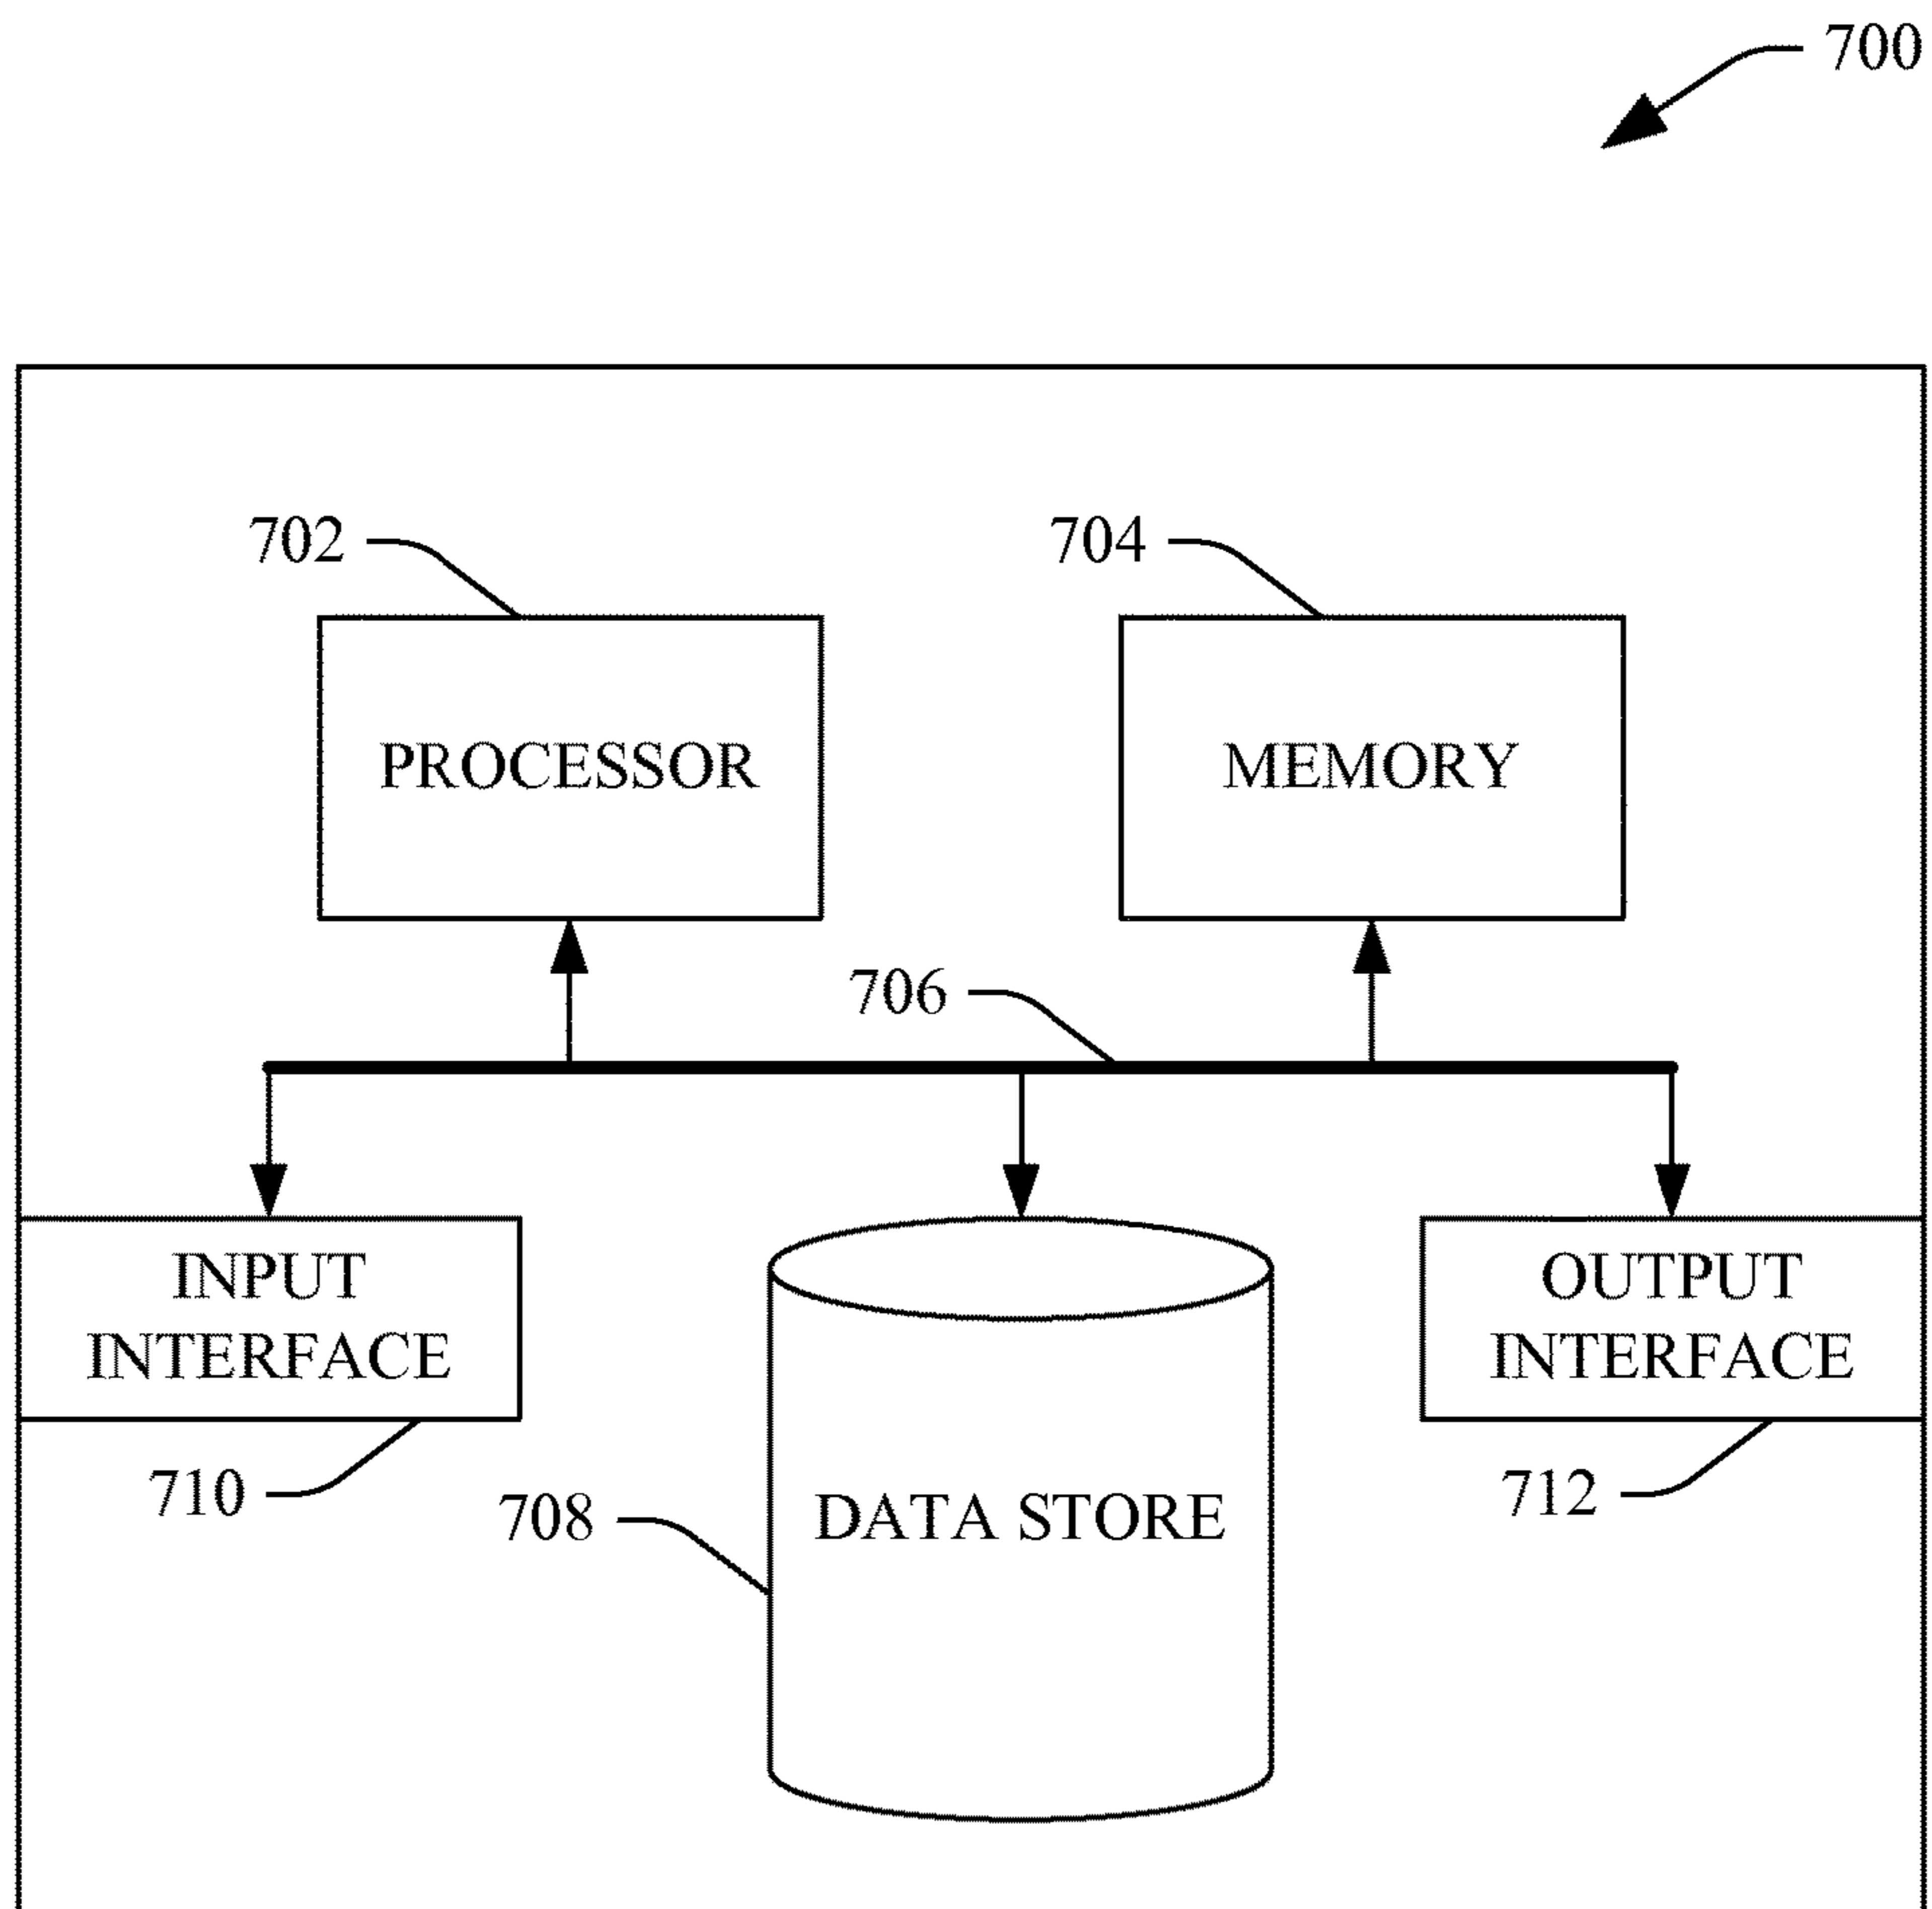 700
702
704
PROCESSOR
MEMORY
706
INPUT
INTERFACE
OUTPUT
INTERFACE
710
708
DATA STORE
712